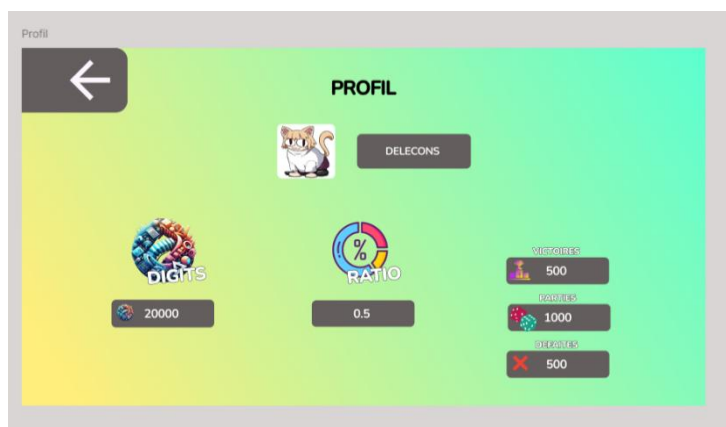 Profil
PROFIL
DELECONS
DIGITS
20000
%
RATIO
0.5
VICTOIRES
500
PARTIES
1000
DEFAITES
500